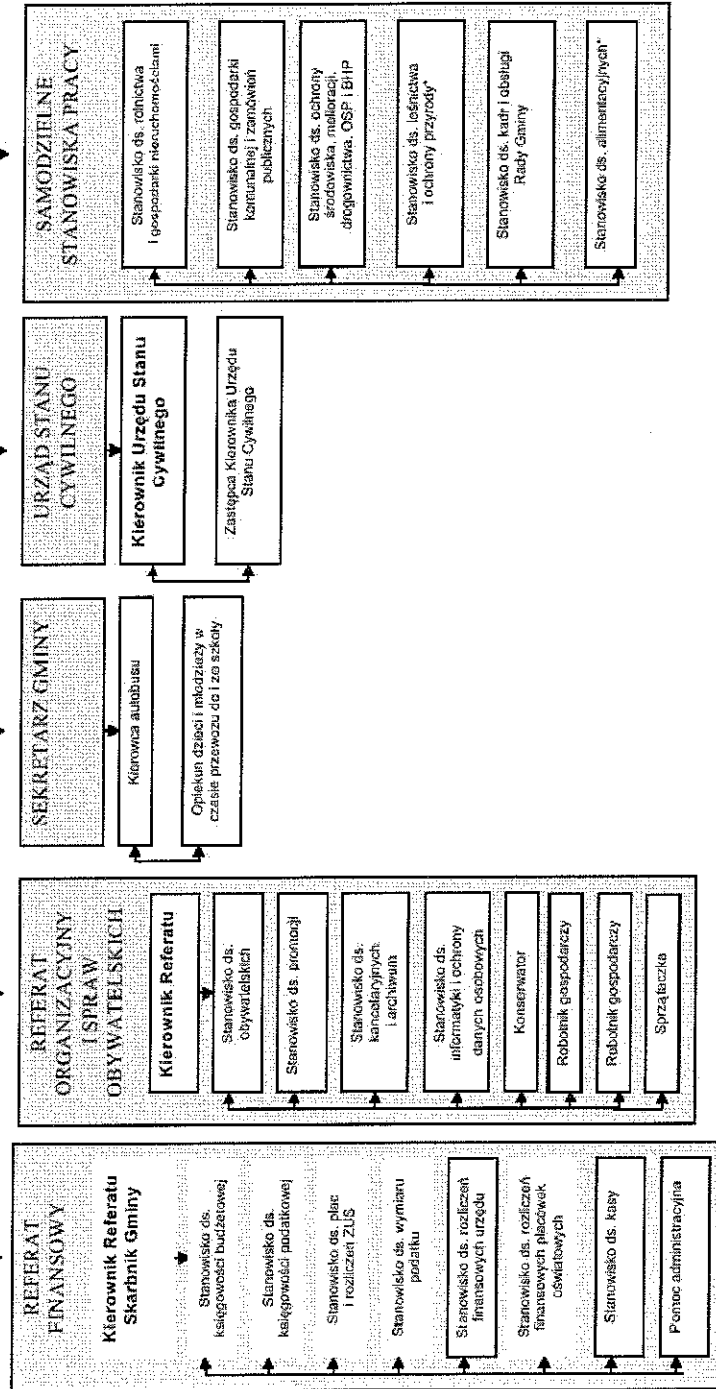 REFERAT
FINANSOWY
Kierownik Referatu
Skarbnik Gminy
Stanowisko ds.
księgowości budżetowej
Stanowisko ds.
księgowości podatkowej
Stanowisko ds. płac
i rozliczeń ZUS
Stanowisko ds. wymiaru
podatku
Stanowisko ds. rozliczeń
finansowych urzędu
Stanowisko ds. rozliczeń
finansowych placówek
oświatowych
Stanowisko ds. kasy
Pomoc administracyjna
REFERAT
ORGANIZACYJNY
I SPRAW
OBYWATELSKICH
Kierownik Referatu
Stanowisko ds.
obywatelskich
Stanowisko ds. promocji
Stanowisko ds.
kancelaryjnych
i archiwum
Stanowisko ds.
informatyki i ochrony
danych osobowych
Konserwator
Robotnik gospodarczy
Robotnik gospodarczy
Sprzątaczka
SEKRETARZ GMINY
Kierowca autobusu
Opiekun dzieci i młodzieży w
czasie przewozu do i ze szkoły
URZĄD STANU
CYWILNEGO
Kierownik Urzędu Stanu
Cywilnego
Zastępca Kierownika Urzędu
Stanu Cywilnego
SAMODZIELNE
STANOWISKA PRACY
Stanowisko ds. rolnictwa
i gospodarki nieruchomościami
Stanowisko ds. gospodarki
komunalnej i zamówień
publicznych
Stanowisko ds. ochrony
środowiska, melioracji,
drogownictwa, OSP i BHP
Stanowisko ds. leśnictwa
i ochrony przyrody*
Stanowisko ds. kadr i obsługi
Rady Gminy
Stanowisko ds. alimentacyjnych*